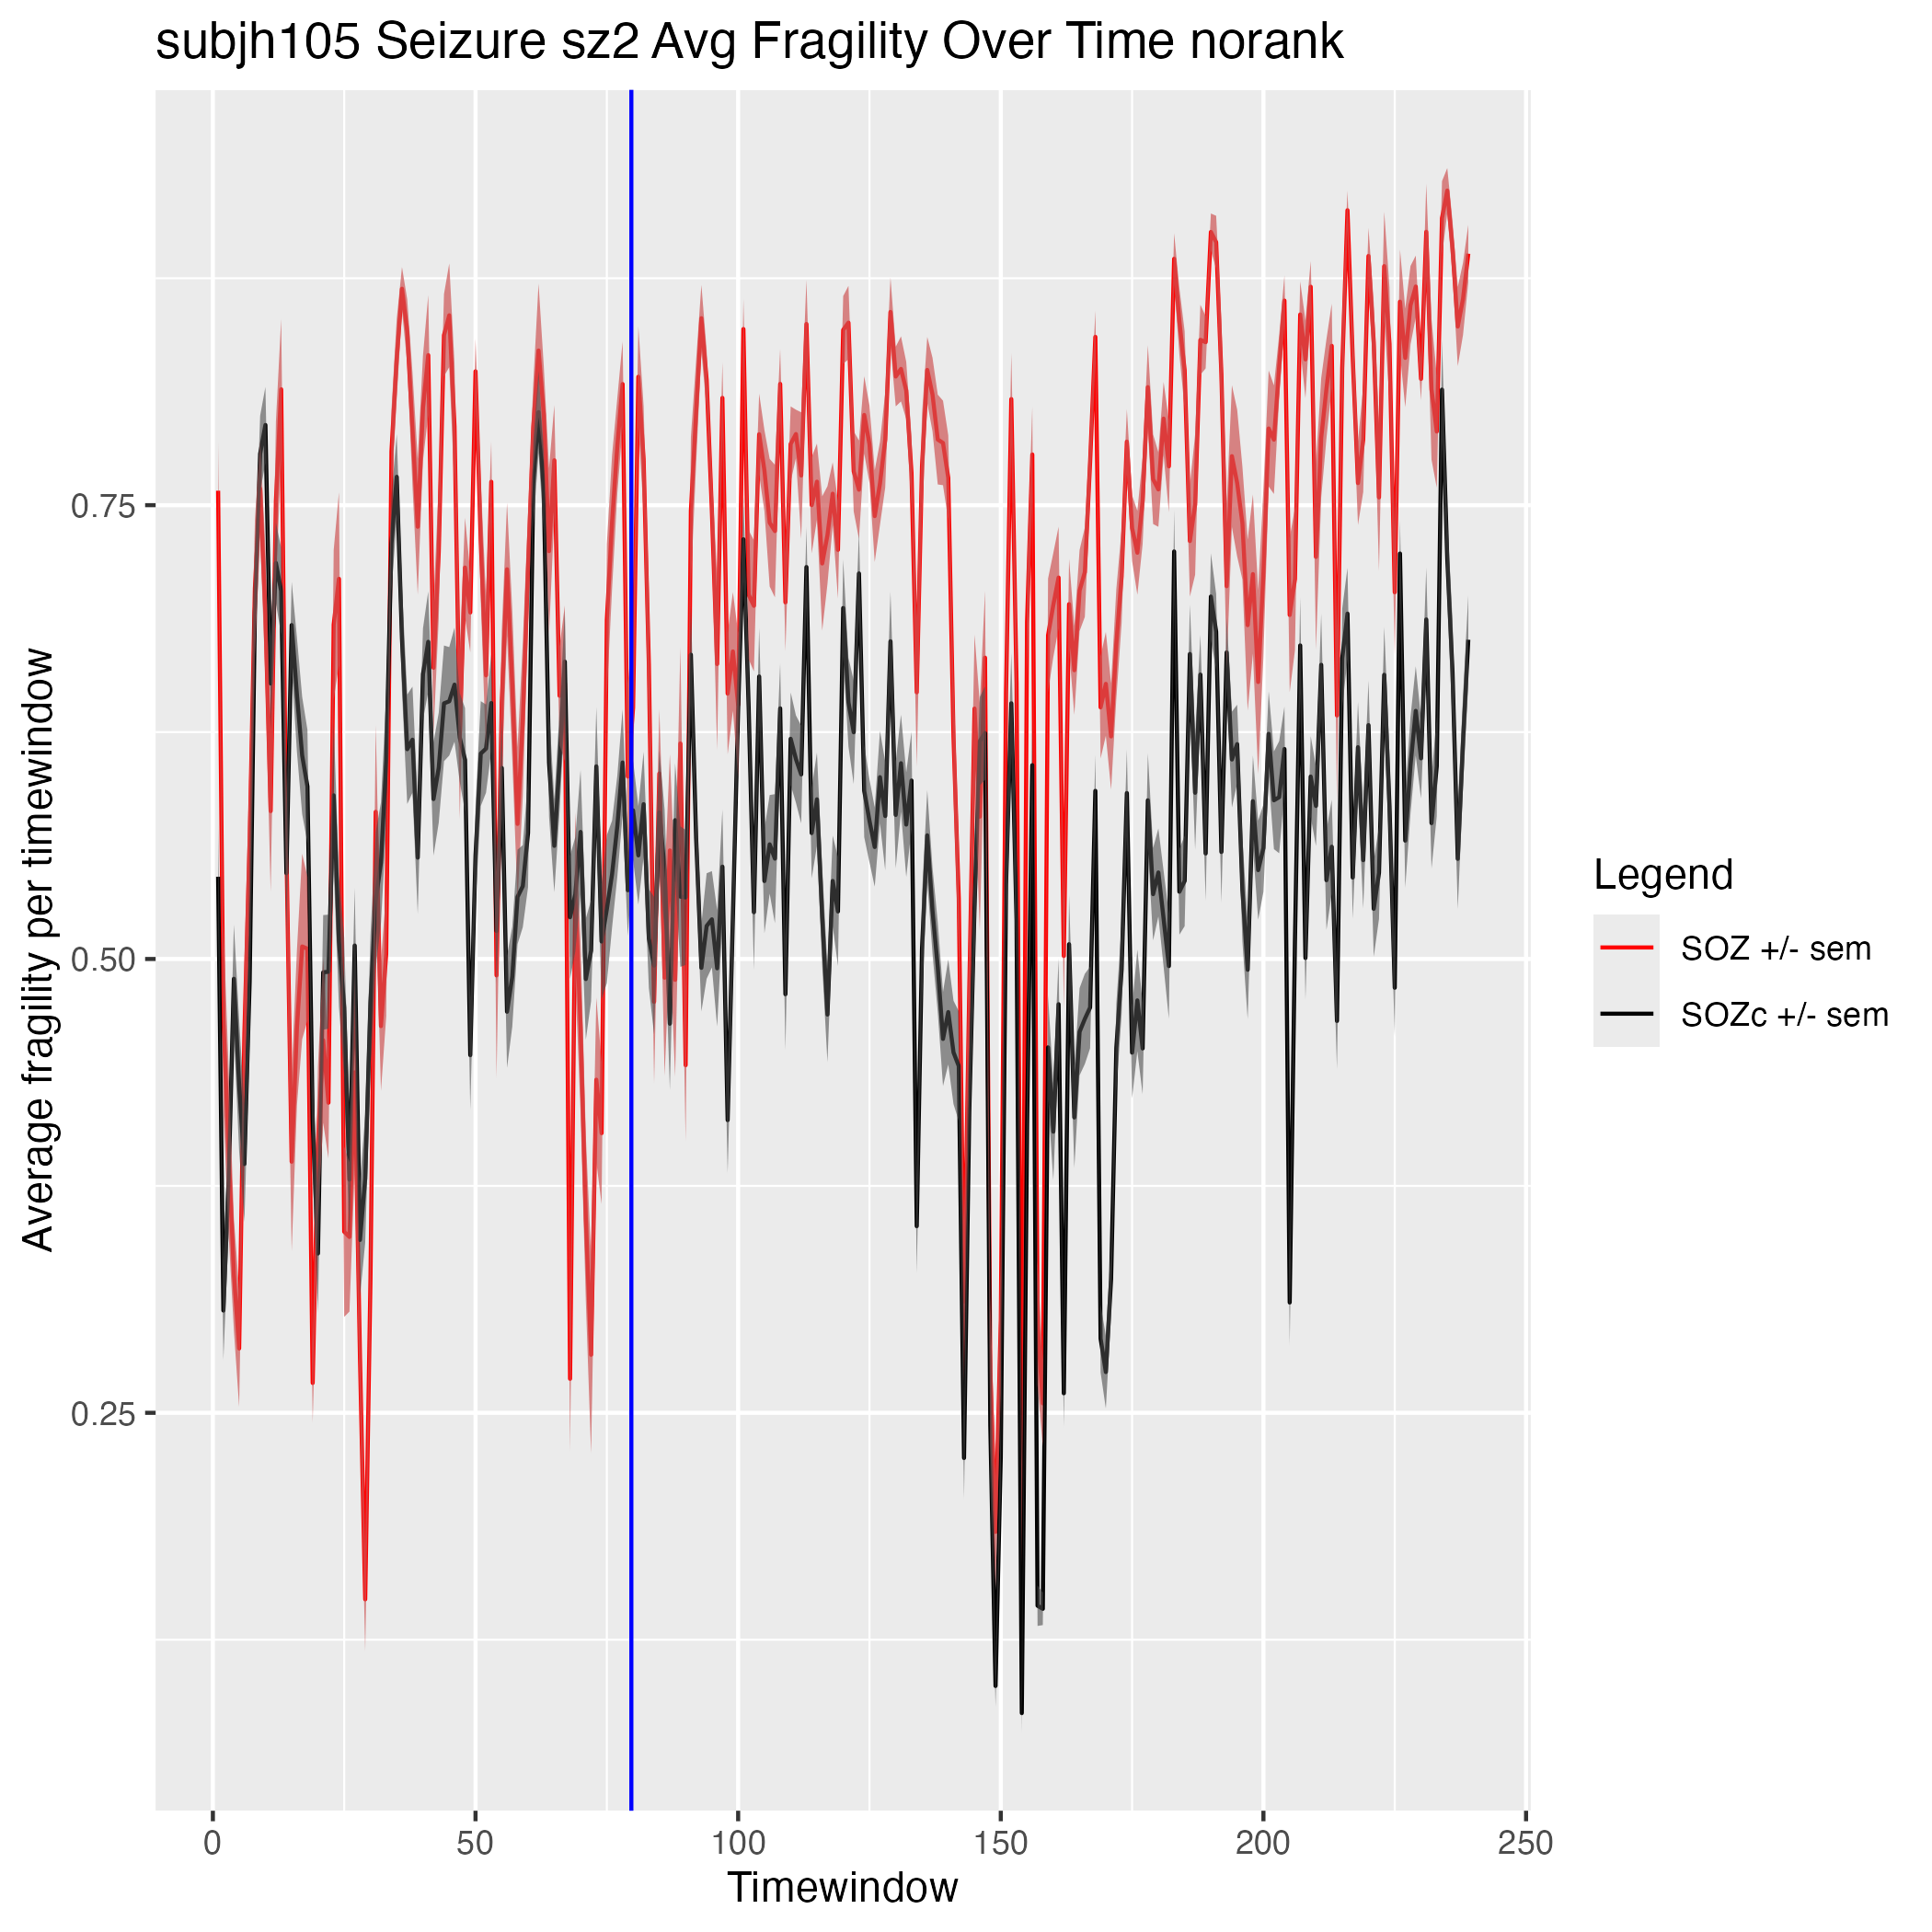 subjh105 Seizure sz2 Avg Fragility Over Time norank
Average fragility per timewindow
0.75
0.50
0.25
0 50 100 150 200 250
Timewindow
Legend
SOZ +/- sem
SOZc +/- sem